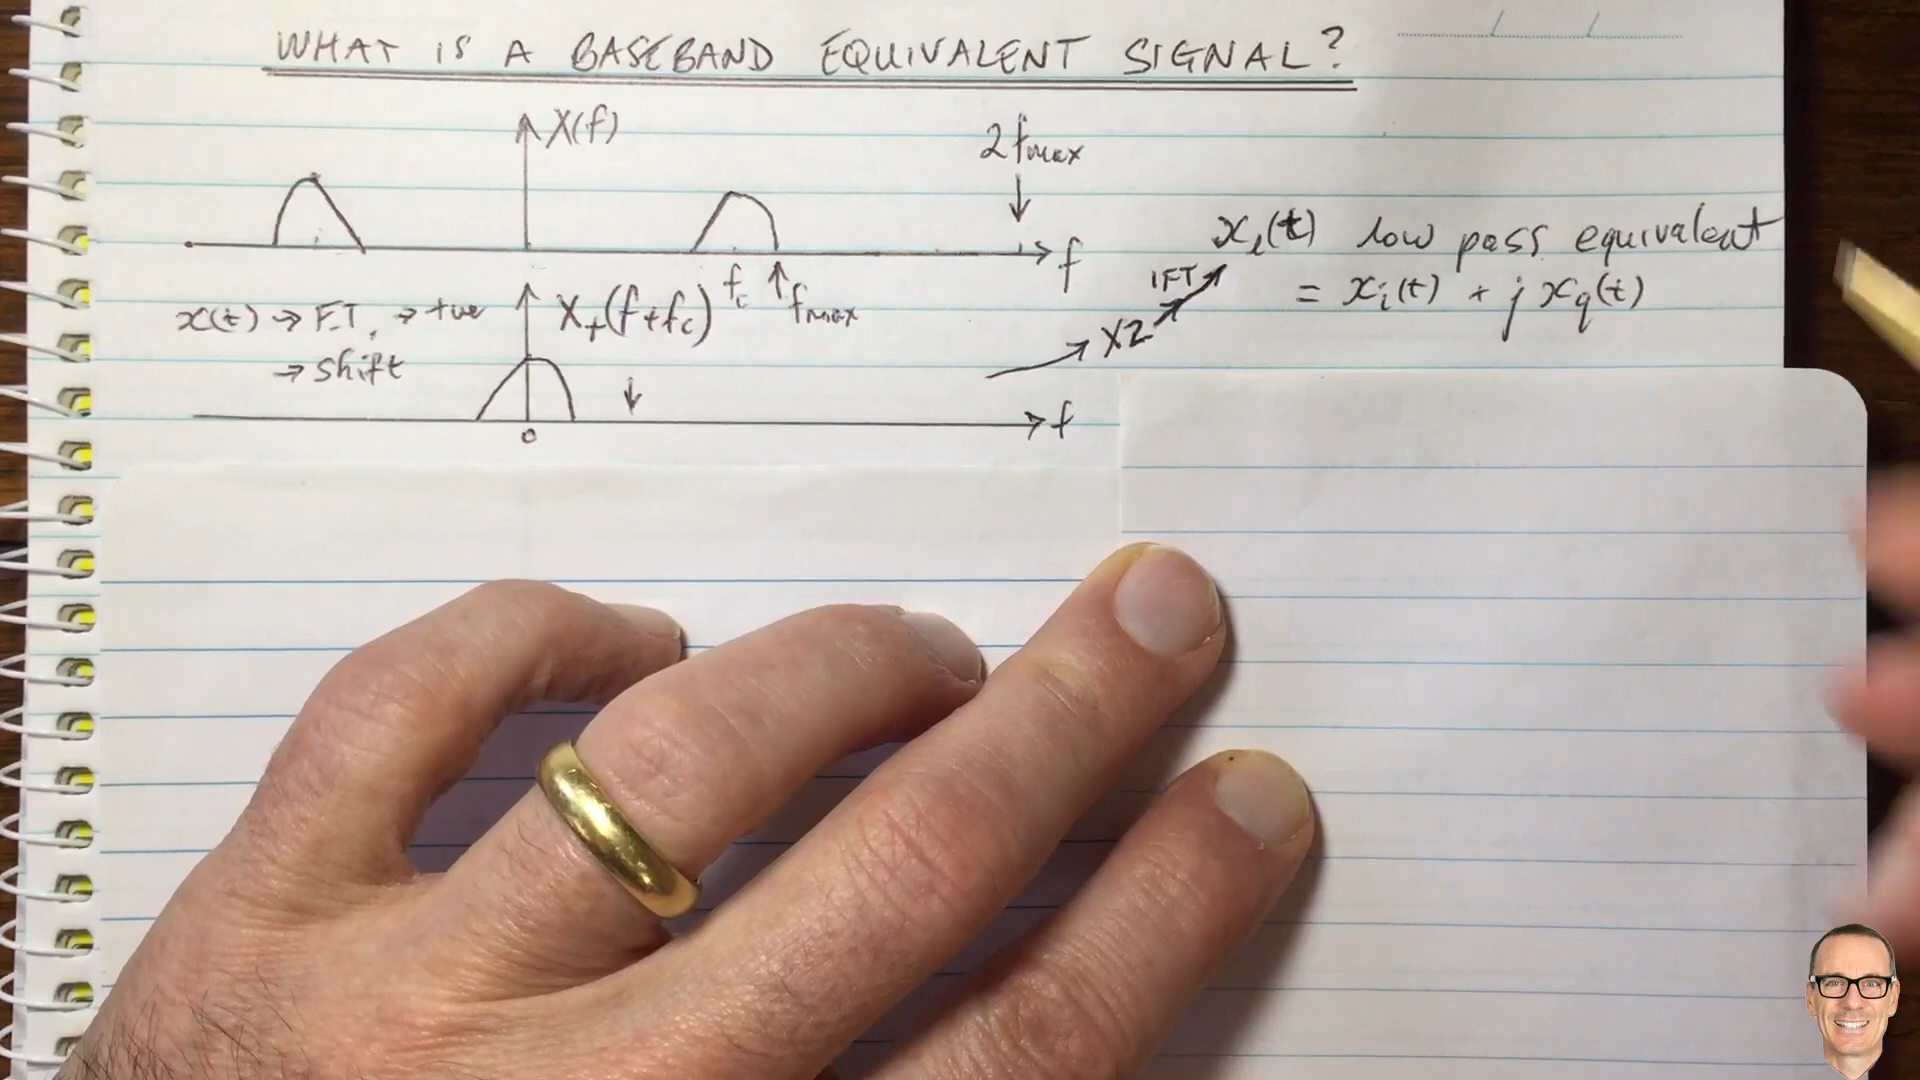 WHAT IS A BASEBAND EQUIVALENT SIGNAL?
X(f)
2fmax
f
fc
fmax
x(t) → F.T. → +ve
→ shift
X+(f+fc)
0
f
X2
IFT
xl(t) low pass equivalent
= xi(t) + j xq(t)